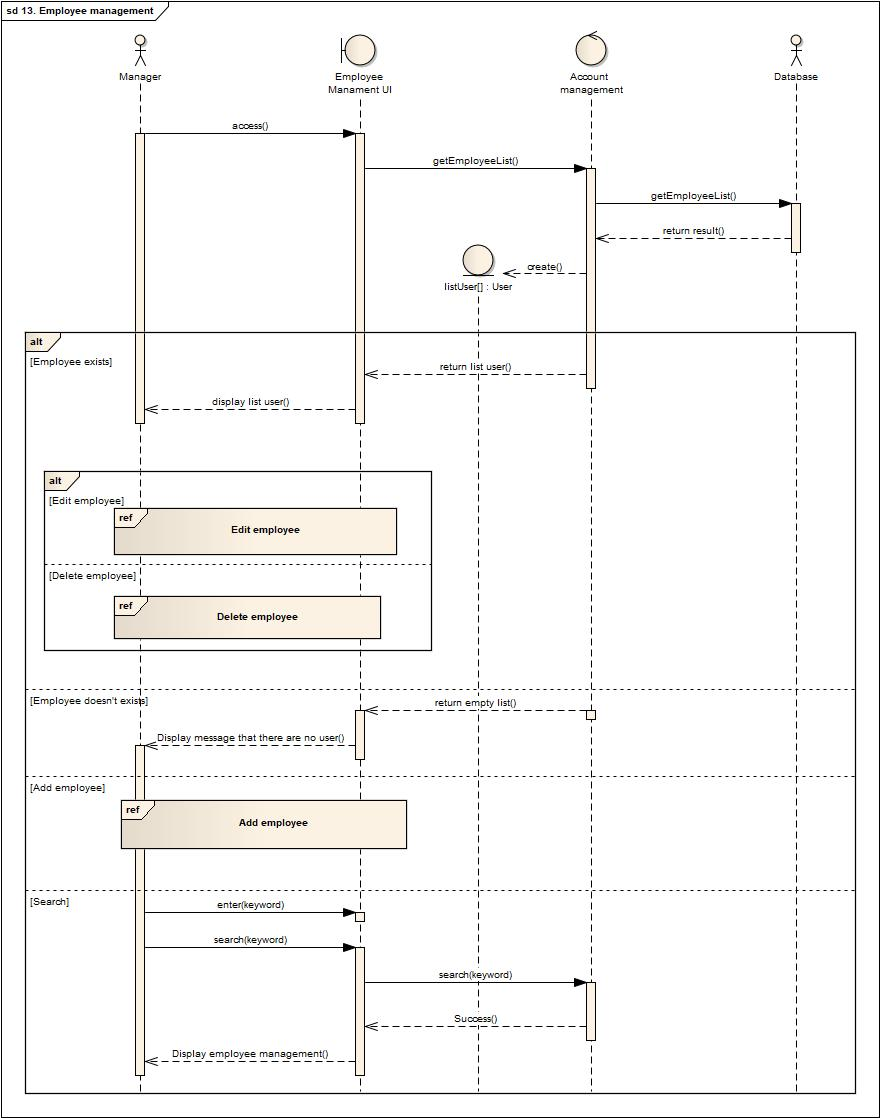 sd 13. Employee management
Manager
Employee
Manament UI
Account
management
Database
access()
getEmployeeList()
getEmployeeList()
return result()
create()
listUser[] : User
alt
[Employee exists]
return list user()
display list user()
alt
[Edit employee]
ref
Edit employee
[Delete employee]
ref
Delete employee
[Employee doesn't exists]
return empty list()
Display message that there are no user()
[Add employee]
ref
Add employee
[Search]
enter(keyword)
search(keyword)
search(keyword)
Success()
Display employee management()